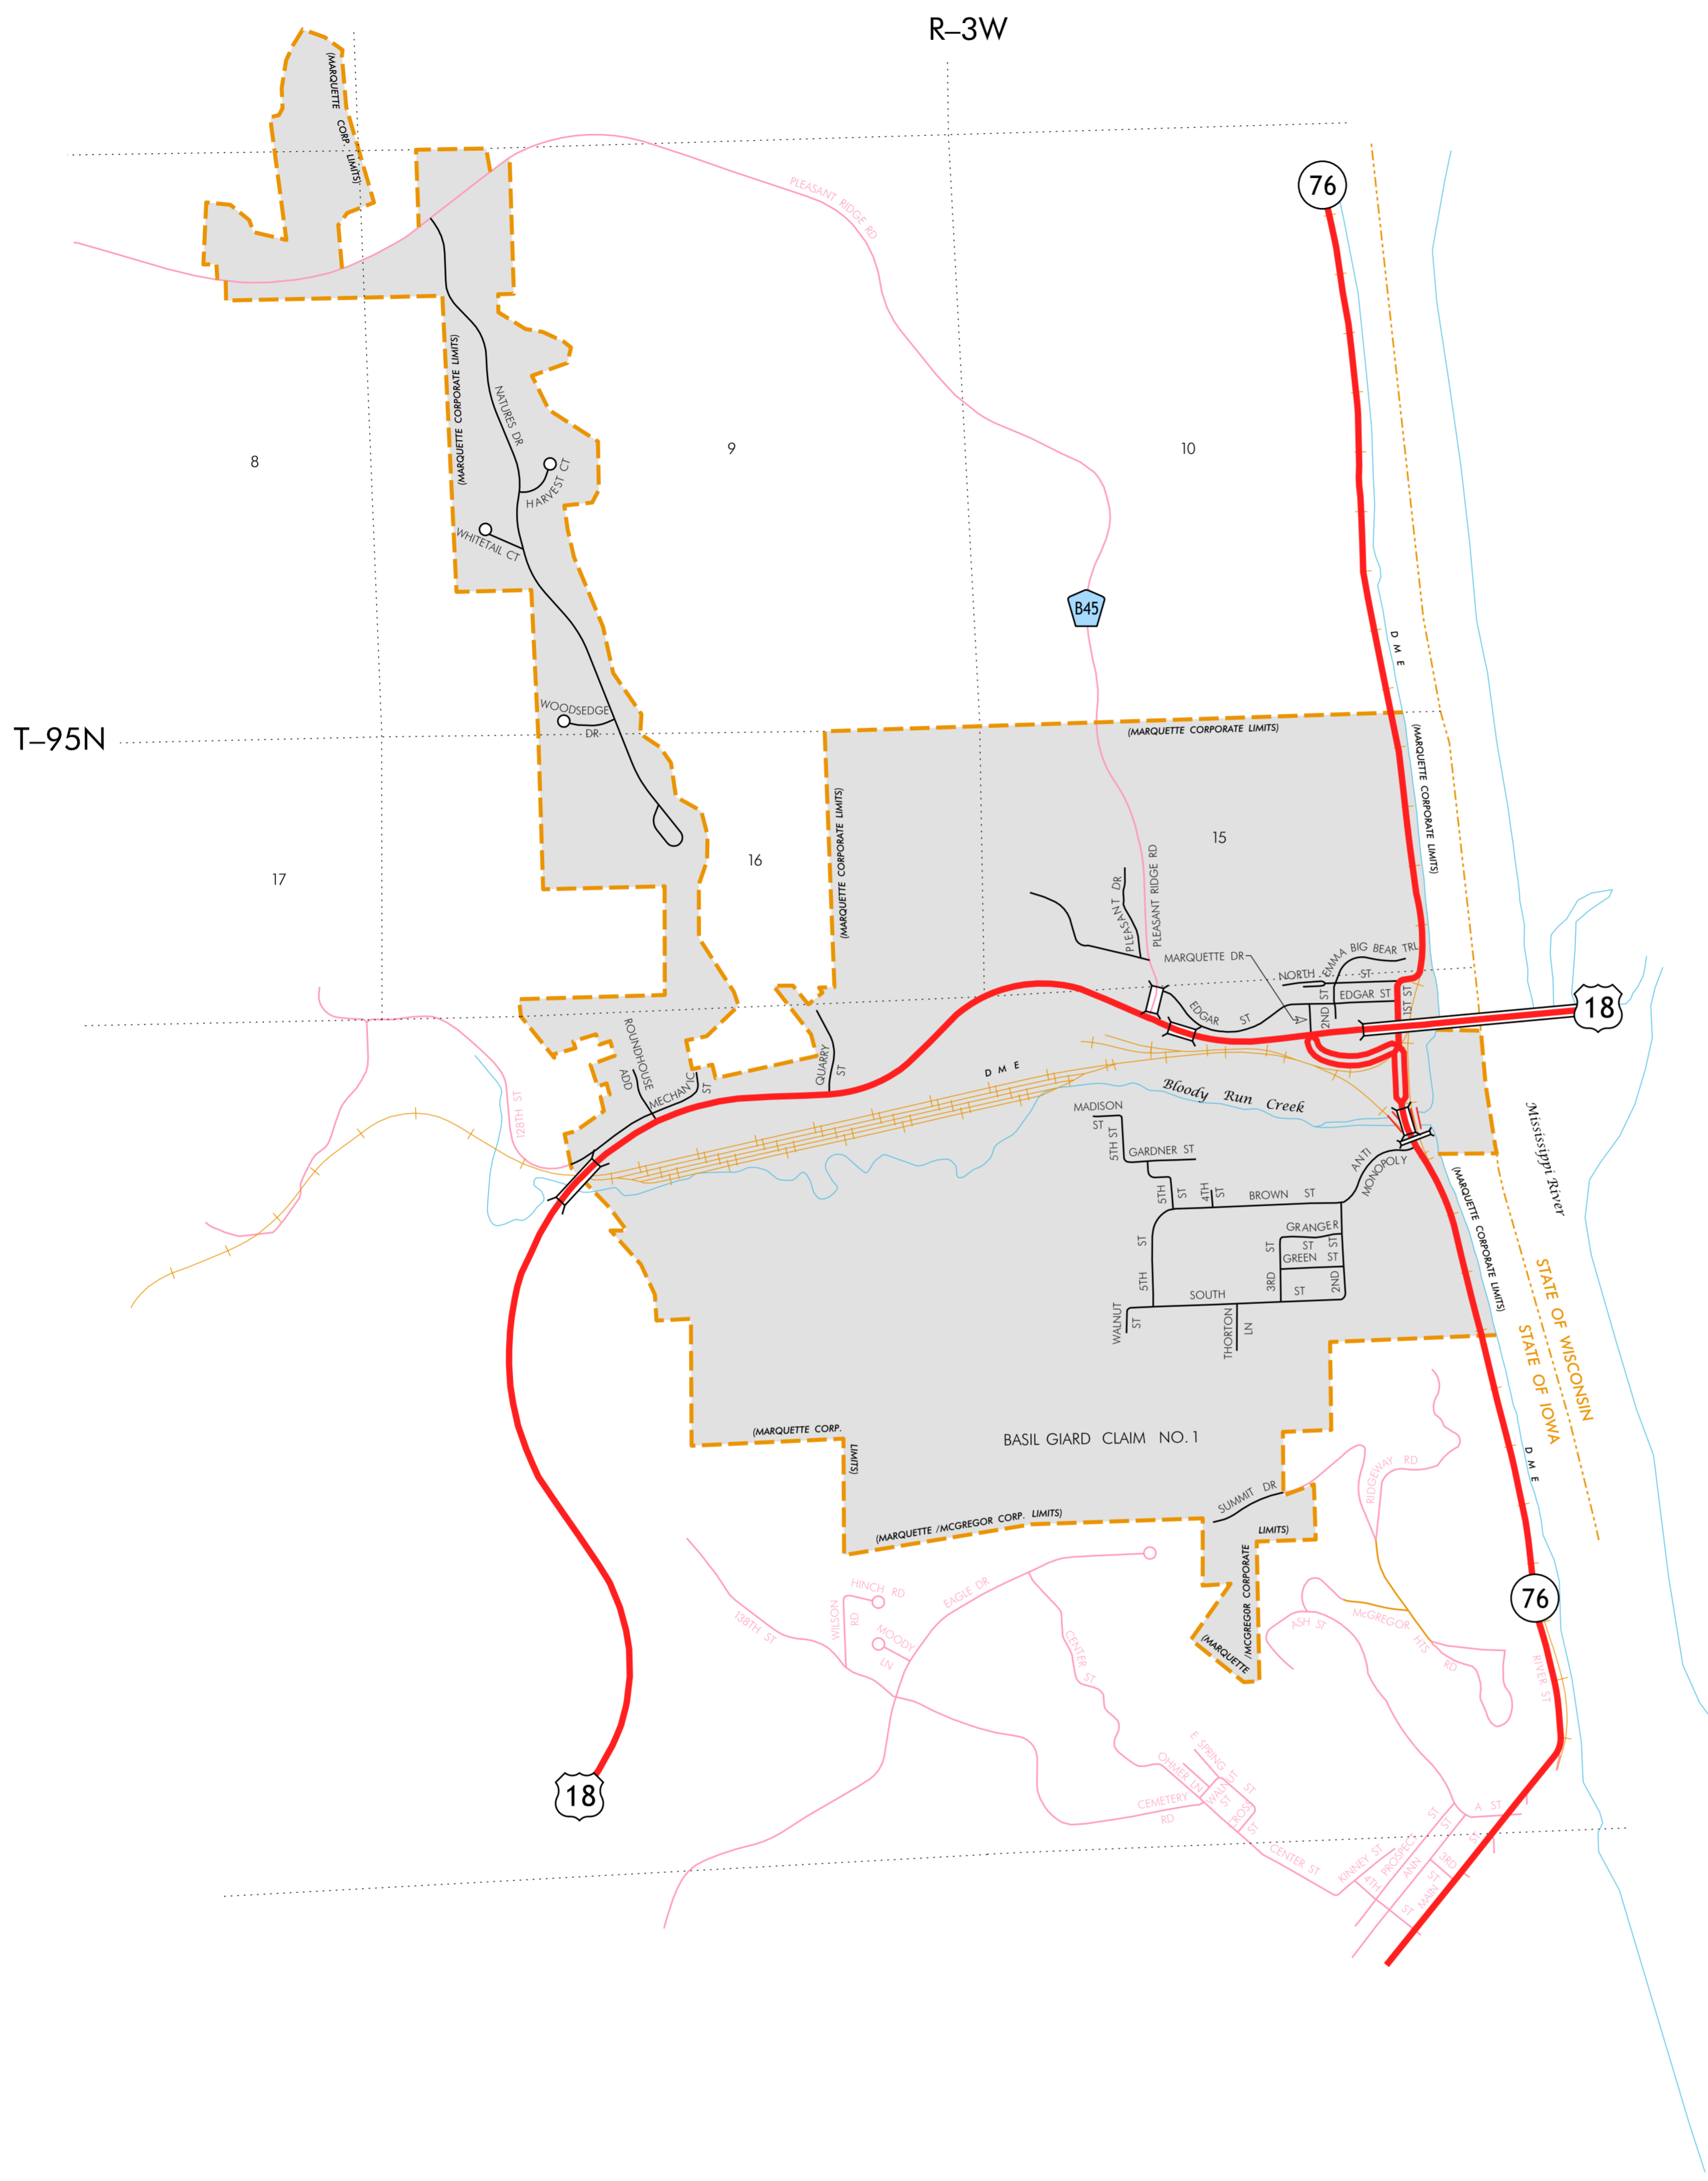 R–3W
(MARQUETTE CORP. LIMITS)
76
PLEASANT RIDGE RD
(MARQUETTE CORPORATE LIMITS)
NATURES DR
8
9
10
HARVEST CT
WHITETAIL CT
B45
D M E
WOODSEDGE
DR
T–95N
(MARQUETTE CORPORATE LIMITS)
(MARQUETTE CORPORATE LIMITS)
(MARQUETTE CORPORATE LIMITS)
15
16
17
PLEASANT DR
PLEASANT RIDGE RD
MARQUETTE DR
EMMA
BIG BEAR TRL
NORTH ST
EDGAR ST
2ND ST
1ST ST
A
EDGAR ST
18
ROUNDHOUSE
ADD
MECHANIC
ST
QUARRY
ST
128TH ST
D M E
Bloody Run Creek
MADISON
ST
5TH ST
GARDNER ST
5TH
ST
4TH
ST
BROWN ST
ANTI
MONOPOLY
GRANGER
ST
GREEN ST
ST
3RD
ST
2ND
ST
5TH
SOUTH ST
WALNUT
ST
THORTON
LN
Mississippi River
(MARQUETTE CORPORATE LIMITS)
STATE OF WISCONSIN
STATE OF IOWA
(MARQUETTE CORP.
LIMITS)
BASIL GIARD CLAIM NO. 1
D M E
SUMMIT DR
RIDGEWAY RD
(MARQUETTE /MCGREGOR CORP. LIMITS)
LIMITS)
/MCGREGOR CORPORATE
(MARQUETTE
76
HINCH RD
WILSON
RD
MOODY
LN
138TH ST
EAGLE DR
CENTER ST
ASH ST
McGREGOR
HTS
RD
RIVER ST
18
E SPRING ST
OHMER LN
WALNUT
ST
CROSS
ST
CEMETERY
RD
CENTER ST
KINNEY ST
4TH
ST
PROSPECT
ST
ANN
ST
3RD
ST
MAIN
ST
A ST